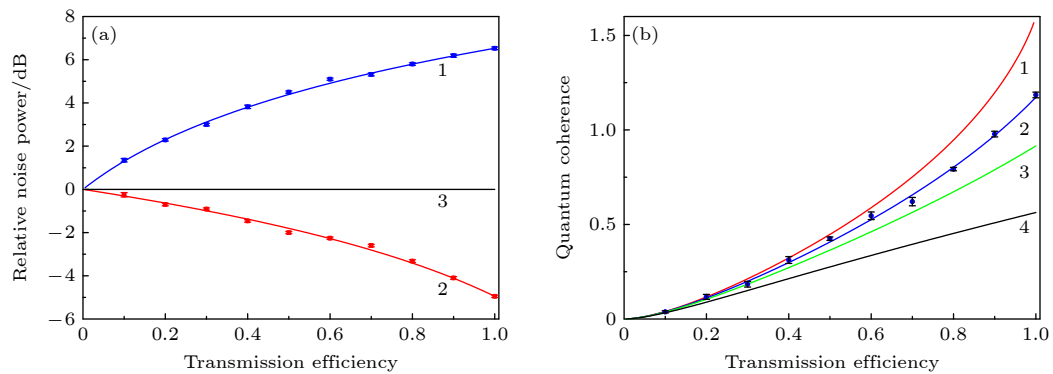 (a)
Relative noise power/dB
8
6
4
2
0
−2
−4
−6
1
3
2
0 0.2 0.4 0.6 0.8 1.0
Transmission efficiency
(b)
Quantum coherence
1.5
1.0
0.5
0
1
2
3
4
0 0.2 0.4 0.6 0.8 1.0
Transmission efficiency